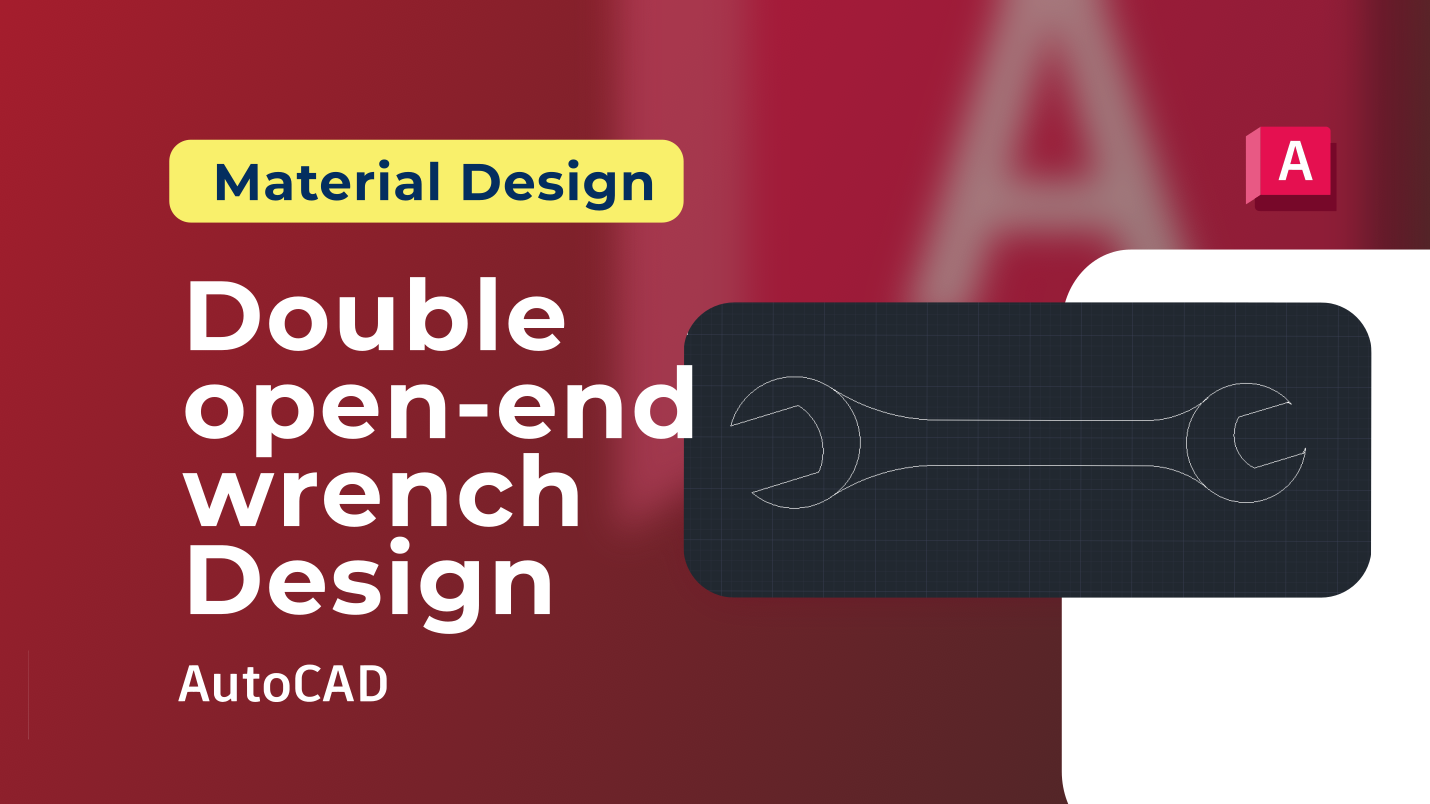 Material Design
A
Double
open-end
wrench
Design
AutoCAD